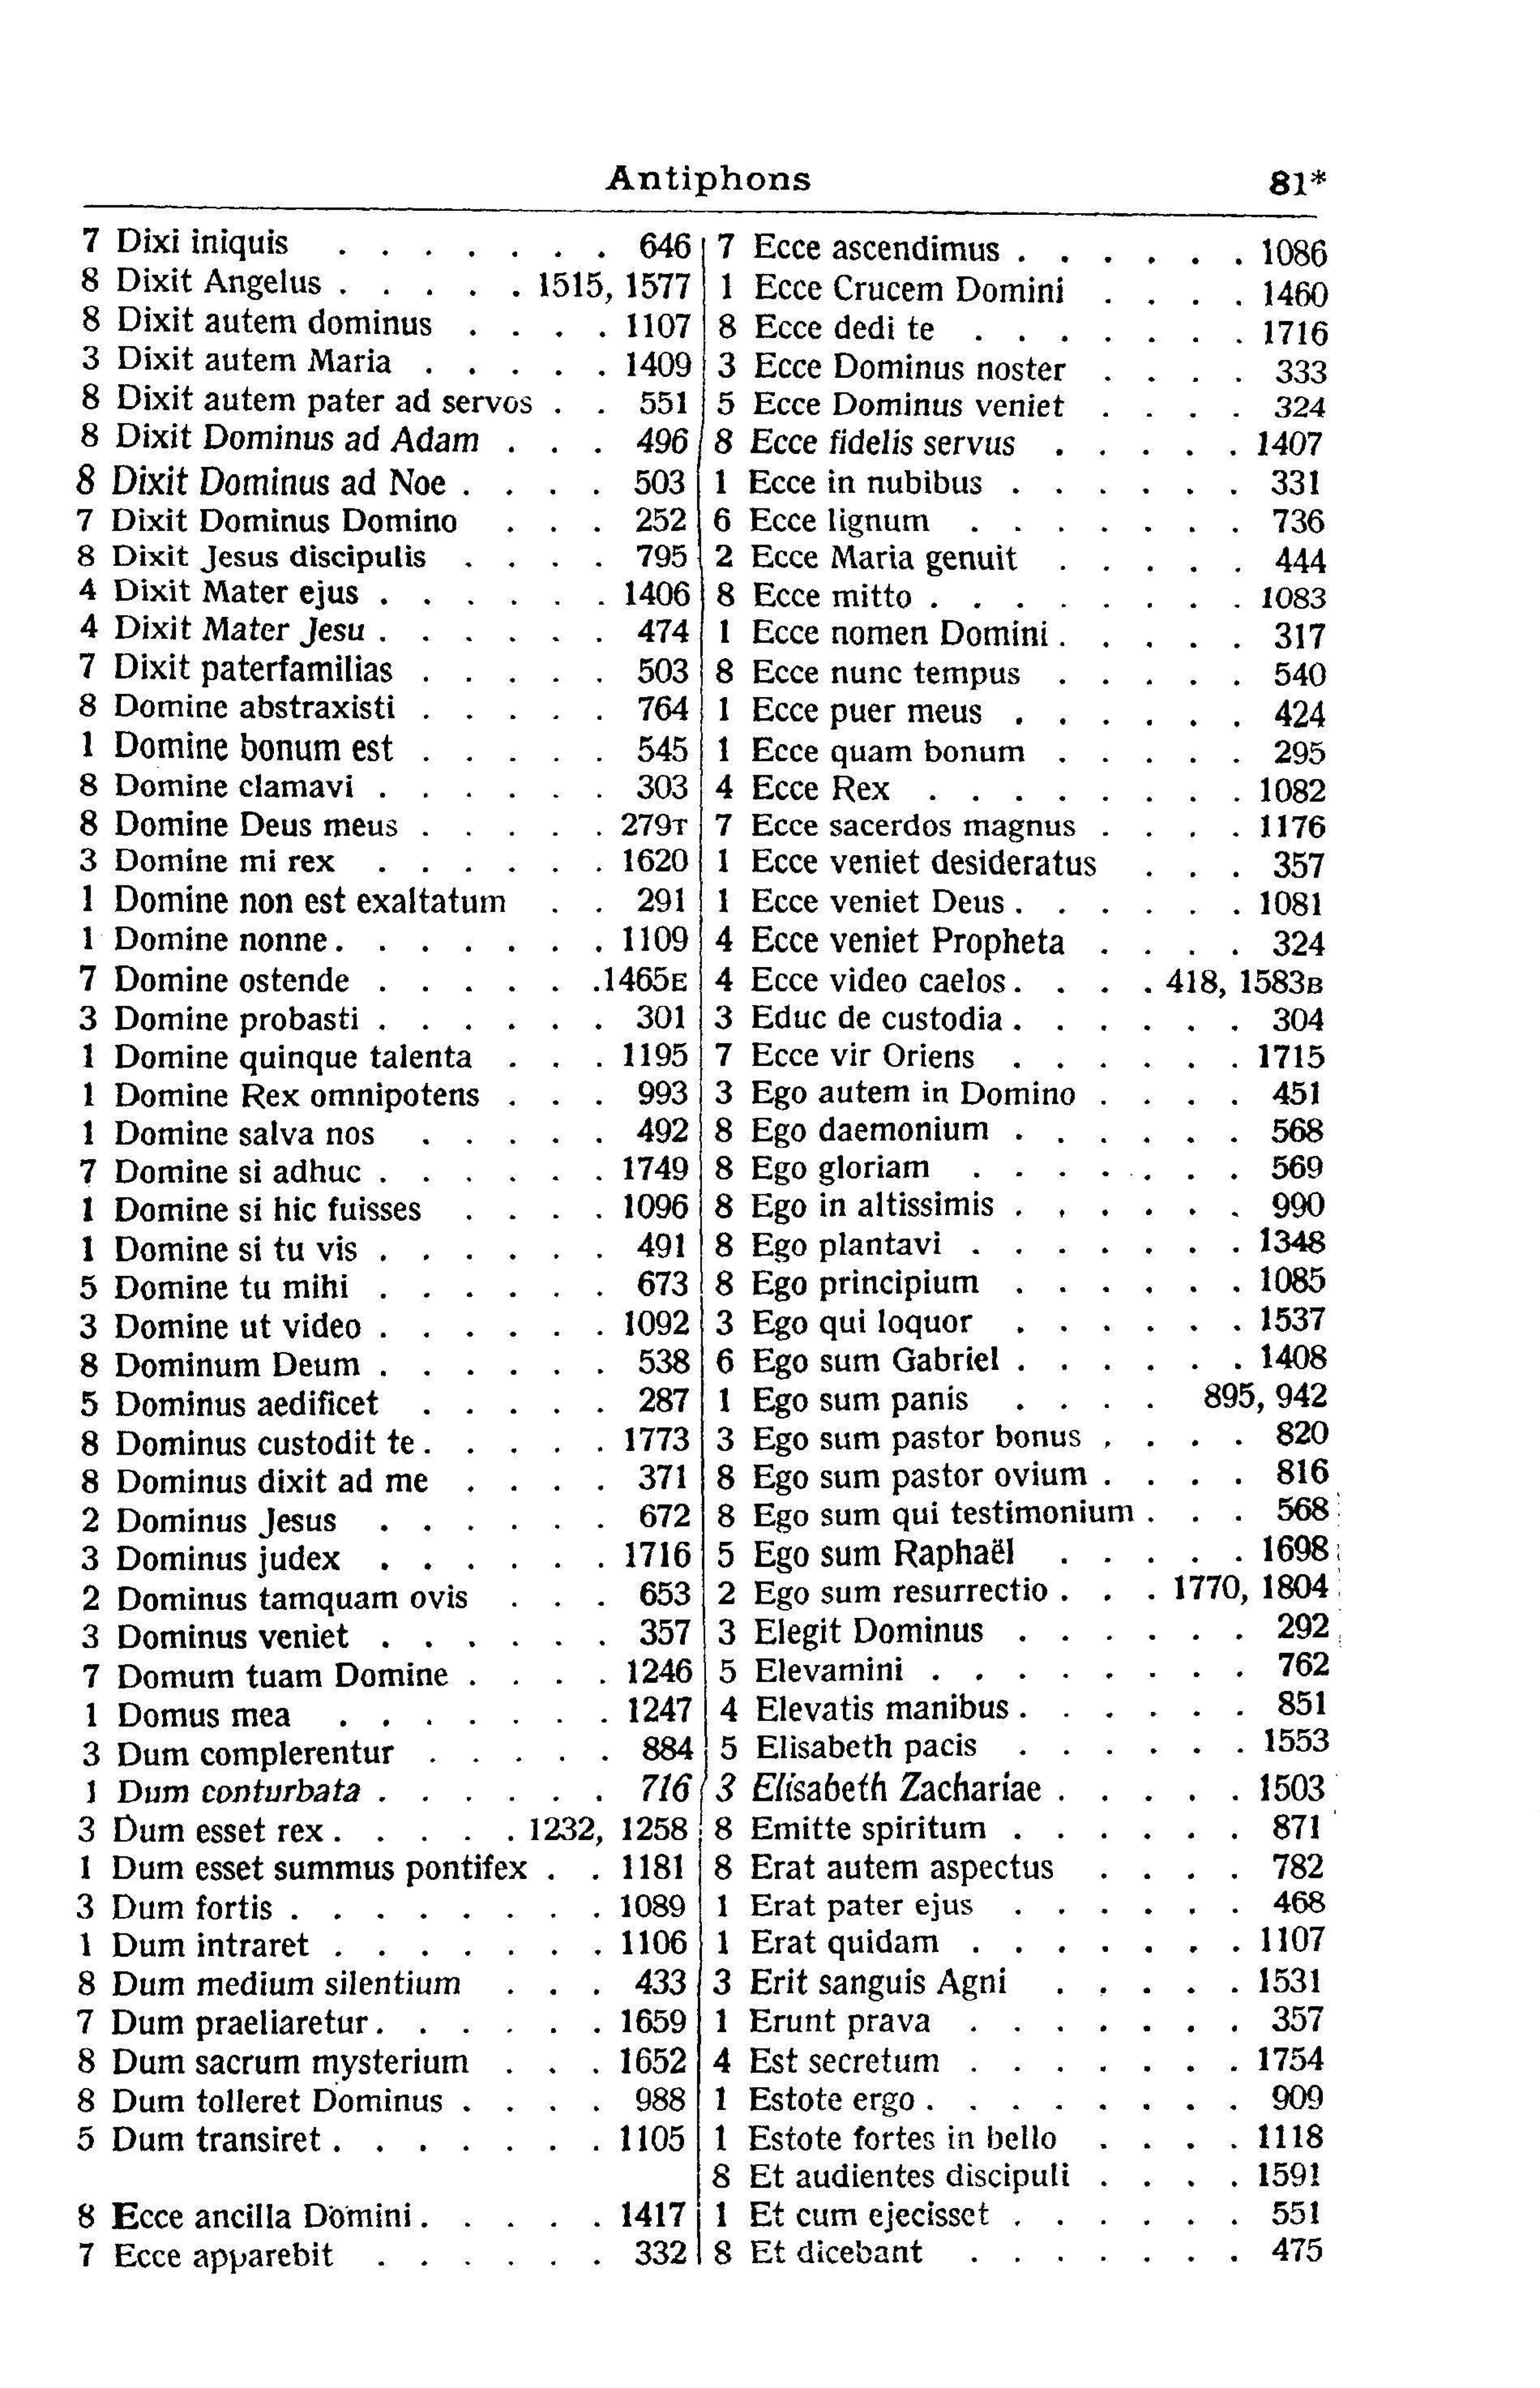 Antiphons 81*
7 Dixi iniquis . . . . . . . 646
8 Dixit Angelus . . . . . 1515, 1577
8 Dixit autem dominus . . . . 1107
3 Dixit autem Maria . . . . . 1409
8 Dixit autem pater ad servos . . 551
8 Dixit Dominus ad Adam . . . 496
8 Dixit Dominus ad Noe . . . . 503
7 Dixit Dominus Domino . . . 252
8 Dixit Jesus discipulis . . . . 795
4 Dixit Mater ejus . . . . . . 1406
4 Dixit Mater Jesu . . . . . . 474
7 Dixit paterfamilias . . . . . 503
8 Domine abstraxisti . . . . . 764
1 Domine bonum est . . . . . 545
8 Domine clamavi . . . . . . 303
8 Domine Deus meus . . . . . 279T
3 Domine mi rex . . . . . . 1620
1 Domine non est exaltatum . . 291
1 Domine nonne . . . . . . . 1109
7 Domine ostende . . . . . . 1465E
3 Domine probasti . . . . . . 301
1 Domine quinque talenta . . . 1195
1 Domine Rex omnipotens . . . 993
1 Domine salva nos . . . . . 492
7 Domine si adhuc . . . . . . 1749
1 Domine si hic fuisses . . . . 1096
1 Domine si tu vis . . . . . . 491
5 Domine tu mihi . . . . . . 673
3 Domine ut video . . . . . . 1092
8 Dominum Deum . . . . . . 538
5 Dominus aedificet . . . . . 287
8 Dominus custodit te . . . . . 1773
8 Dominus dixit ad me . . . . 371
2 Dominus Jesus . . . . . . 672
3 Dominus judex . . . . . . 1716
2 Dominus tamquam ovis . . . 653
3 Dominus veniet . . . . . . 357
7 Domum tuam Domine . . . . 1246
1 Domus mea . . . . . . . 1247
3 Dum complerentur . . . . . 884
1 Dum conturbata . . . . . . 716
3 Dum esset rex . . . . . 1232, 1258
1 Dum esset summus pontifex . . 1181
3 Dum fortis . . . . . . . . 1089
1 Dum intraret . . . . . . . 1106
8 Dum medium silentium . . . 433
7 Dum praeliaretur . . . . . . 1659
8 Dum sacrum mysterium . . . 1652
8 Dum tolleret Dominus . . . . 988
5 Dum transiret . . . . . . . 1105
8 Ecce ancilla Domini . . . . . 1417
7 Ecce apparebit . . . . . . 332
7 Ecce ascendimus . . . . . . 1086
1 Ecce Crucem Domini . . . . 1460
8 Ecce dedi te . . . . . . . 1716
3 Ecce Dominus noster . . . . 333
5 Ecce Dominus veniet . . . . 324
8 Ecce fidelis servus . . . . . 1407
1 Ecce in nubibus . . . . . . 331
6 Ecce lignum . . . . . . . 736
2 Ecce Maria genuit . . . . . 444
8 Ecce mitto . . . . . . . . 1083
1 Ecce nomen Domini . . . . . 317
8 Ecce nunc tempus . . . . . 540
1 Ecce puer meus . . . . . . 424
1 Ecce quam bonum . . . . . 295
4 Ecce Rex . . . . . . . . 1082
7 Ecce sacerdos magnus . . . . 1176
1 Ecce veniet desideratus . . . 357
1 Ecce veniet Deus . . . . . . 1081
4 Ecce veniet Propheta . . . . 324
4 Ecce video caelos . . . . 418, 1583B
3 Educ de custodia . . . . . . 304
7 Ecce vir Oriens . . . . . . 1715
3 Ego autem in Domino . . . . 451
8 Ego daemonium . . . . . . 568
8 Ego gloriam . . . . . . . 569
8 Ego in altissimis . . . . . . 990
8 Ego plantavi . . . . . . . 1348
8 Ego principium . . . . . . 1085
3 Ego qui loquor . . . . . . 1537
6 Ego sum Gabriel . . . . . . 1408
1 Ego sum panis . . . . 895, 942
3 Ego sum pastor bonus . . . . 820
8 Ego sum pastor ovium . . . . 816
8 Ego sum qui testimonium . . . 568
5 Ego sum Raphaël . . . . . 1698
2 Ego sum resurrectio . . . 1770, 1804
3 Elegit Dominus . . . . . . 292
5 Elevamini . . . . . . . . 762
4 Elevatis manibus . . . . . . 851
5 Elisabeth pacis . . . . . . 1553
3 Elisabeth Zachariae . . . . . 1503
8 Emitte spiritum . . . . . . 871
8 Erat autem aspectus . . . . 782
1 Erat pater ejus . . . . . . 468
1 Erat quidam . . . . . . . 1107
3 Erit sanguis Agni . . . . . 1531
1 Erunt prava . . . . . . . 357
4 Est secretum . . . . . . . 1754
1 Estote ergo . . . . . . . . 909
1 Estote fortes in bello . . . . 1118
8 Et audientes discipuli . . . . 1591
1 Et cum ejecisset . . . . . . 551
8 Et dicebant . . . . . . . 475